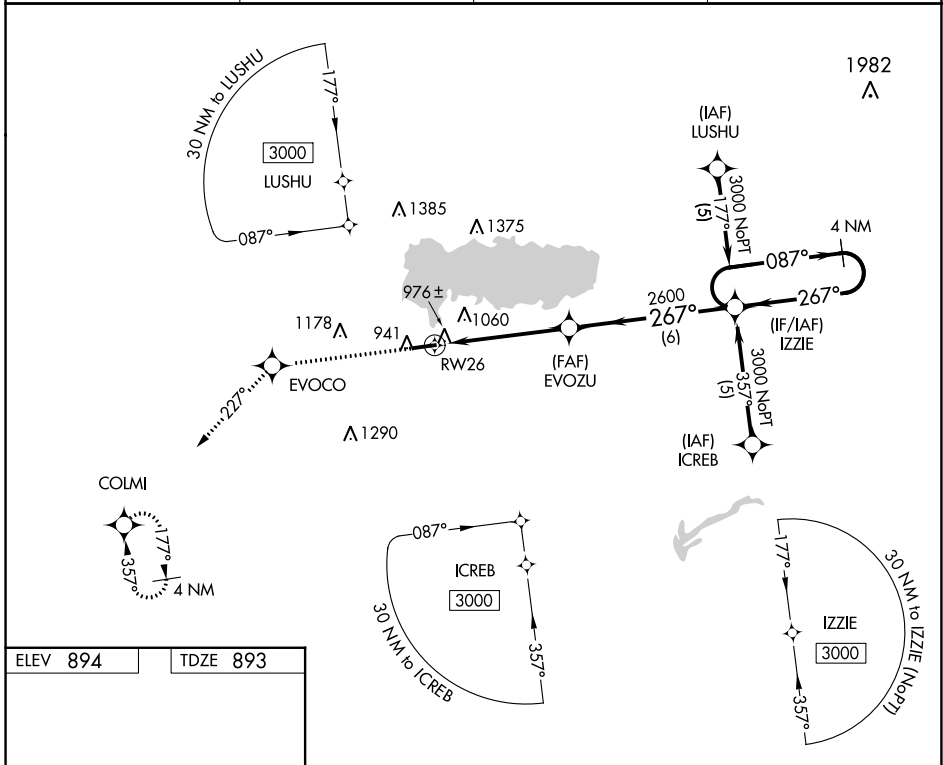 1982
30 NM to LUSHU
177°
3000
LUSHU
087°
(IAF)
LUSHU
3000 NoPT
177°
(5)
4 NM
087°
267°
1385
1375
976±
1060
2600
267°
(6)
(IF/IAF)
IZZIE
1178
941
RW26
(FAF)
EVOZU
EVOCO
227°
3000 NoPT
357°
(5)
1290
(IAF)
ICREB
COLMI
177°
357°
4 NM
087°
ICREB
3000
30 NM to ICREB
357°
177°
IZZIE
3000
30 NM to IZZIE (NoPT)
357°
ELEV 894
TDZE 893